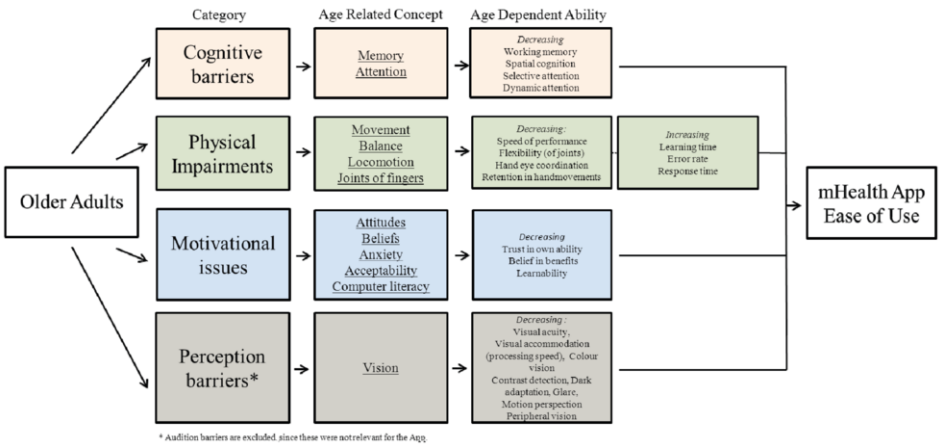 Category
Age Related Concept
Age Dependent Ability
Older Adults
Cognitive
barriers
Memory
Attention
Decreasing
Working memory
Spatial cognition
Selective attention
Dynamic attention
Physical
Impairments
Movement
Balance
Locomotion
Joints of fingers
Decreasing:
Speed of performance
Flexibility (of joints)
Hand eye coordination
Retention in handmovements
Increasing
Learning time
Error rate
Response time
Motivational
issues
Attitudes
Beliefs
Anxiety
Acceptability
Computer literacy
Decreasing
Trust in own ability
Belief in benefits
Learnability
Perception
barriers*
Vision
Decreasing :
Visual acuity,
Visual accommodation
(processing speed), Colour
vision
Contrast detection, Dark
adaptation, Glare,
Motion perspection
Peripheral vision
mHealth App
Ease of Use
* Audition barriers are excluded since these were not relevant for the App